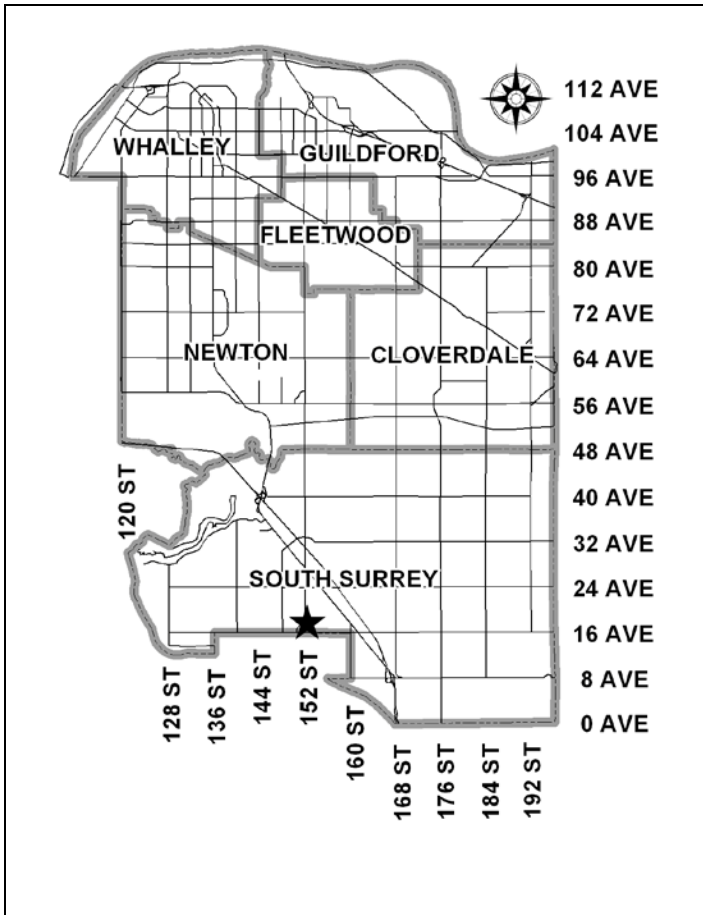 112 AVE
104 AVE
WHALLEY
GUILDFORD
96 AVE
88 AVE
FLEETWOOD
80 AVE
72 AVE
NEWTON
CLOVERDALE
64 AVE
56 AVE
48 AVE
120 ST
40 AVE
32 AVE
SOUTH SURREY
24 AVE
16 AVE
8 AVE
0 AVE
128 ST
136 ST
144 ST
152 ST
160 ST
168 ST
176 ST
184 ST
192 ST